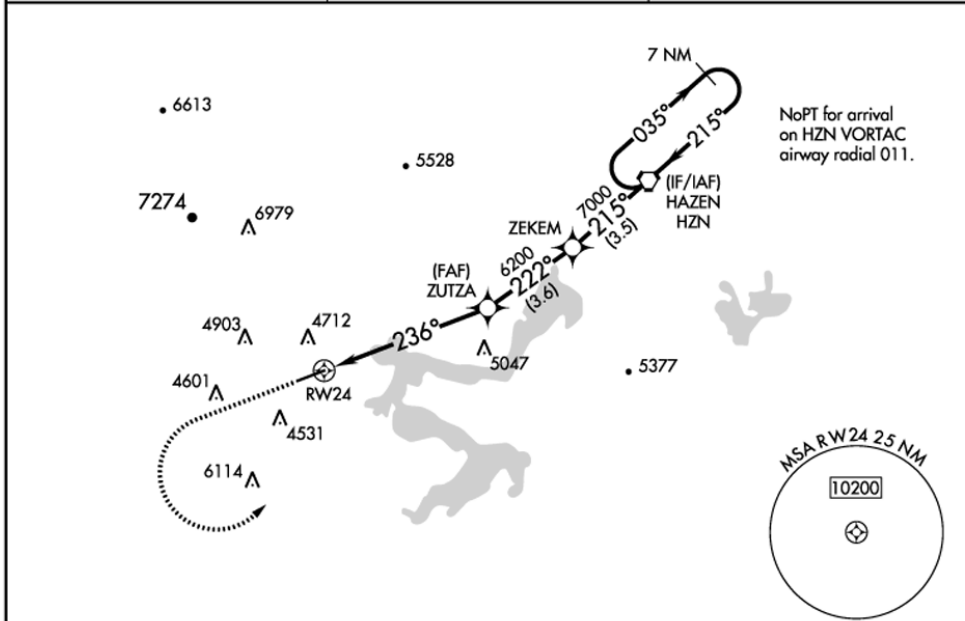 7 NM
6613
035°
215°
NoPT for arrival
on HZN VORTAC
airway radial 011.
5528
7274
6979
(IF/IAF)
HAZEN
HZN
7000
215°
(3.5)
ZEKEM
6200
222°
(3.6)
(FAF)
ZUTZA
4903
4712
236°
5047
5377
4601
RW24
4531
6114
MSA RW24 25 NM
10200